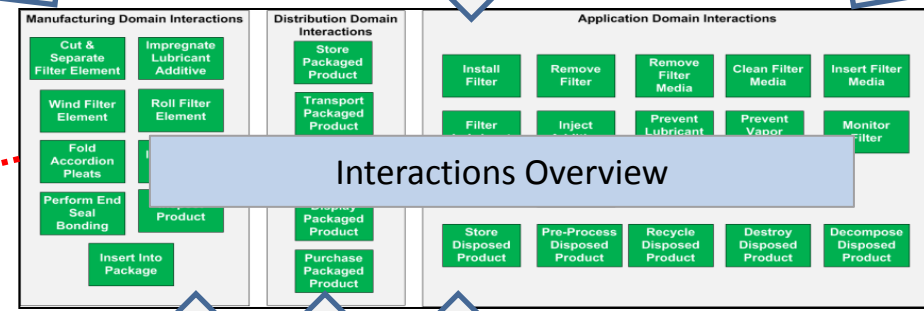 Manufacturing Domain Interactions
Cut &
Separate
Filter Element
Impregnate
Lubricant
Additive
Wind Filter
Element
Roll Filter
Element
Fold
Accordion
Pleats
Perform End
Seal
Bonding
Product
Insert Into
Package
Distribution Domain
Interactions
Store
Packaged
Product
Transport
Packaged
Product
Display
Packaged
Product
Purchase
Packaged
Product
Application Domain Interactions
Install
Filter
Remove
Filter
Remove
Filter
Media
Clean Filter
Media
Insert Filter
Media
Filter
Inject
Prevent
Lubricant
Prevent
Vapor
Monitor
Filter
Interactions Overview
Store
Disposed
Product
Pre-Process
Disposed
Product
Recycle
Disposed
Product
Destroy
Disposed
Product
Decompose
Disposed
Product